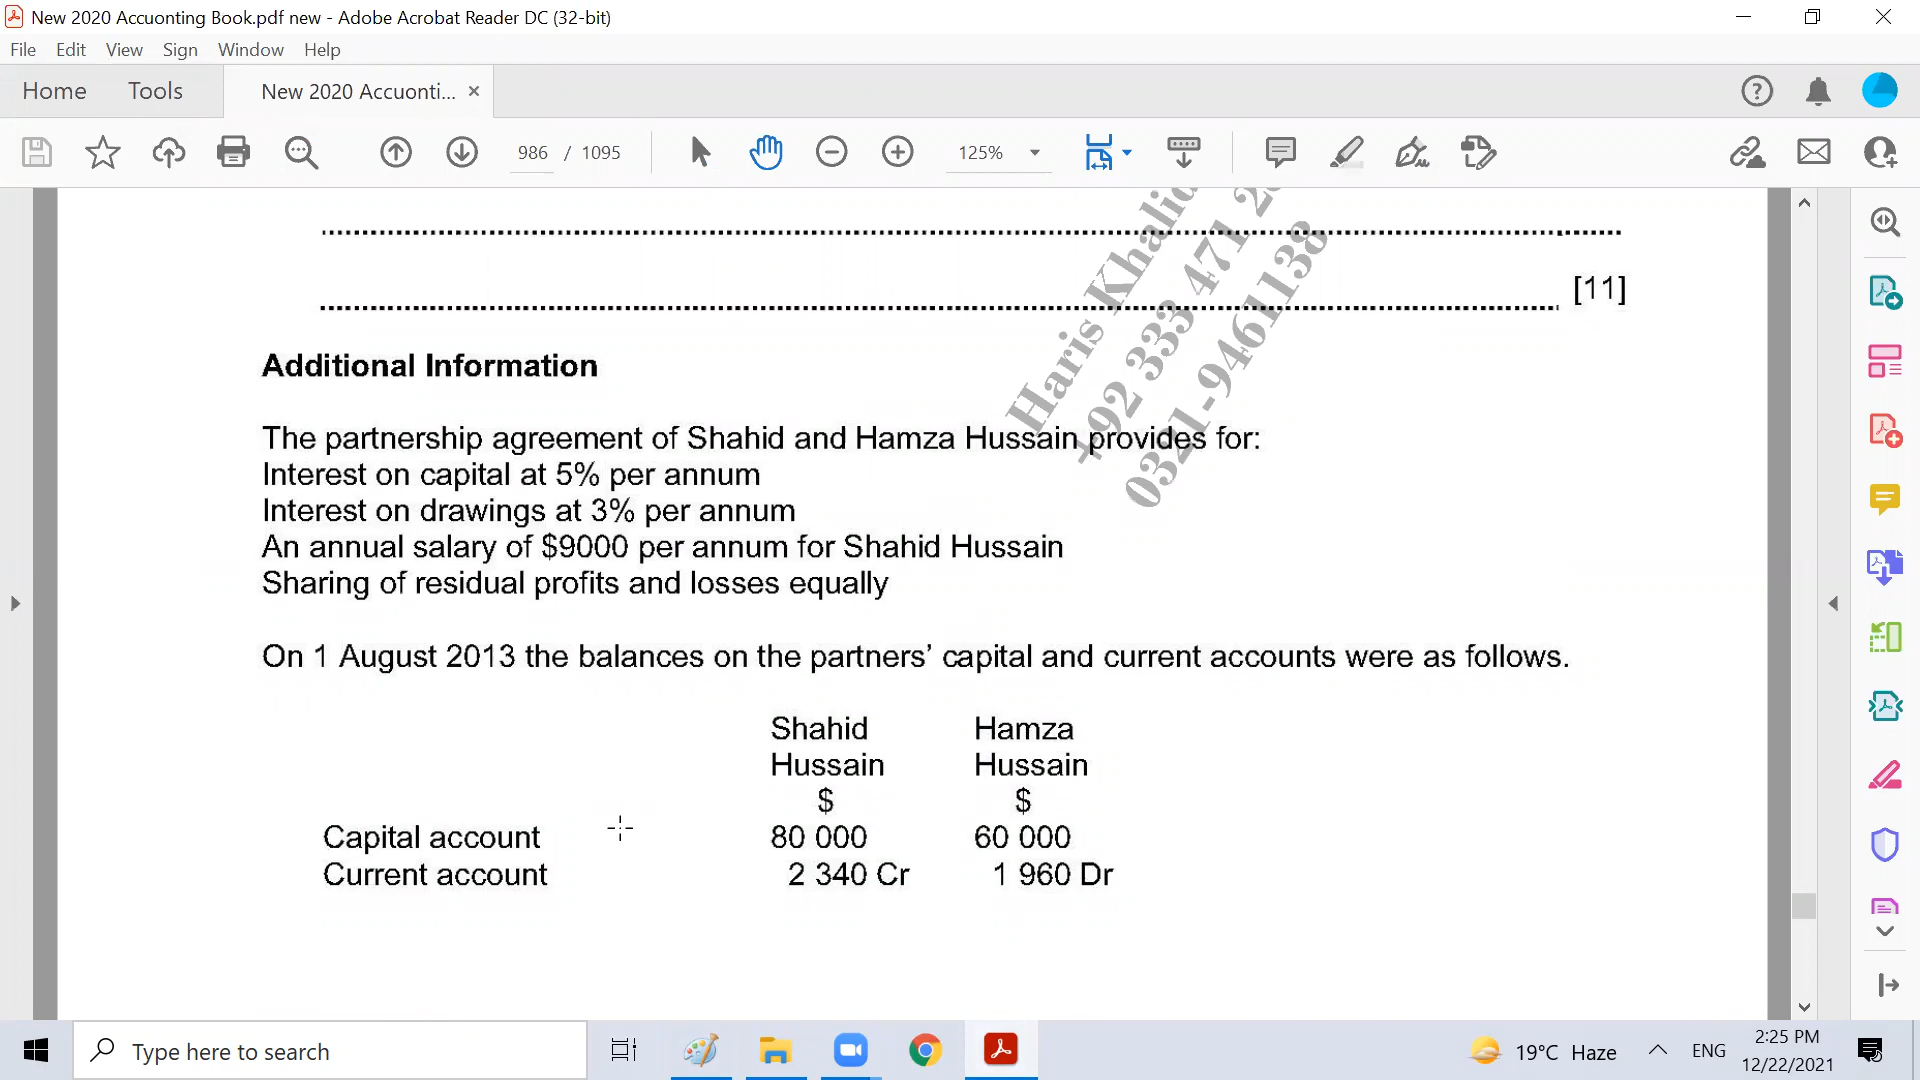 New 2020 Accuonting Book.pdf new - Adobe Acrobat Reader DC (32-bit)
File Edit View Sign Window Help
Home Tools New 2020 Accuonti... ×
986 / 1095 125%
[11]
Haris Khalid
+92 333 471 2
0321-9461138
Additional Information
The partnership agreement of Shahid and Hamza Hussain provides for:
Interest on capital at 5% per annum
Interest on drawings at 3% per annum
An annual salary of $9000 per annum for Shahid Hussain
Sharing of residual profits and losses equally
On 1 August 2013 the balances on the partners’ capital and current accounts were as follows.
Shahid Hamza
Hussain Hussain
$ $
Capital account 80 000 60 000
Current account 2 340 Cr 1 960 Dr
Type here to search
19°C Haze ENG 2:25 PM
12/22/2021